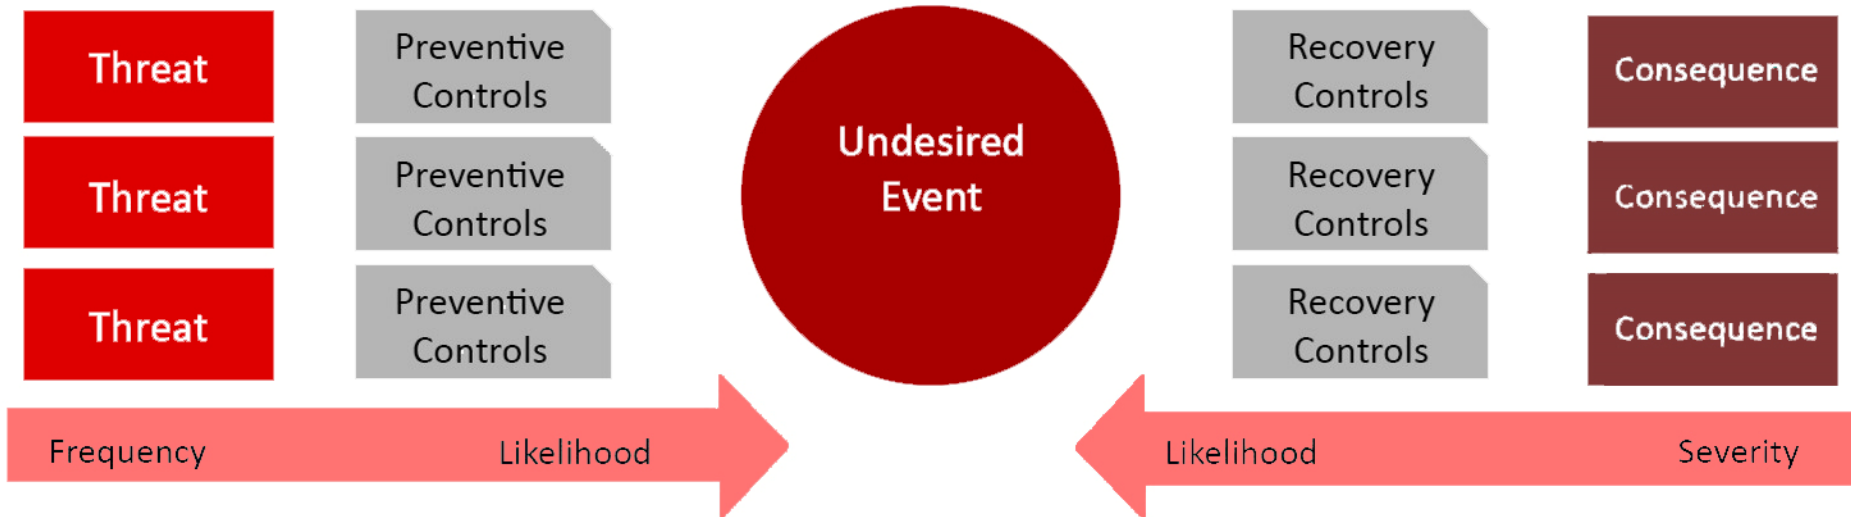 Threat
Preventive
Controls
Undesired
Event
Recovery
Controls
Consequence
Threat
Preventive
Controls
Recovery
Controls
Consequence
Threat
Preventive
Controls
Recovery
Controls
Consequence
Frequency
Likelihood
Likelihood
Severity